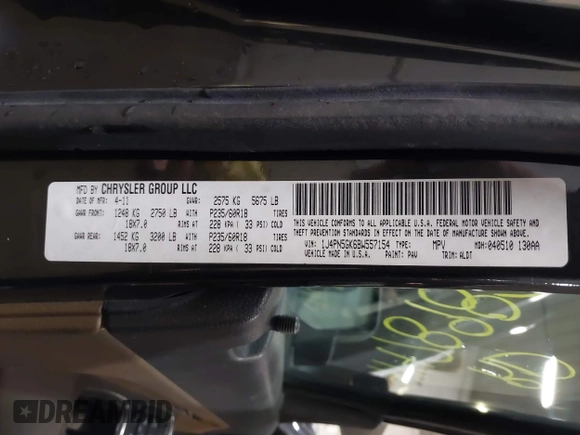 MFD BY CHRYSLER GROUP LLC
DATE OF MFR: 4-11 GVWR: 2575 KG 5675 LB
GAWR FRONT: 1248 KG 2750 LB WITH P235/60R18 TIRES
18X7.0 RIMS AT 228 KPA( 33 PSI) COLD
GAWR REAR: 1452 KG 3200 LB WITH P235/60R18 TIRES
18X7.0 RIMS AT 228 KPA( 33 PSI) COLD
THIS VEHICLE CONFORMS TO ALL APPLICABLE U.S.A. FEDERAL MOTOR VEHICLE SAFETY AND
THEFT PREVENTION STANDARDS IN EFFECT ON THE DATE OF MANUFACTURE SHOWN ABOVE.
VIN: 1J4PN5GK6BW557154 TYPE: MPV MDH:040510 130AA
VEHICLE MADE IN U.S.A. PAINT: PAW TRIM: ALDT
DREAMBID